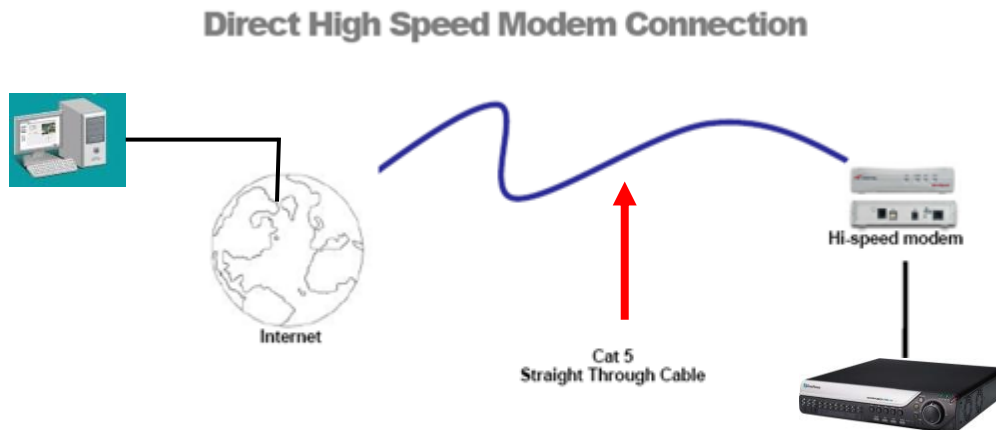 Direct High Speed Modem Connection
Hi-speed modem
Internet
Cat 5
Straight Through Cable